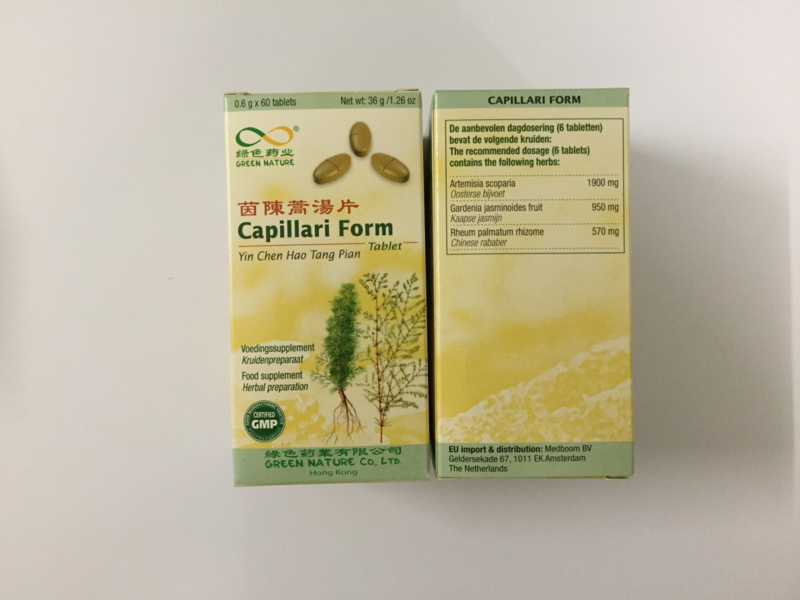 0.6 g x 60 tablets Net wt: 36 g /1.26 oz
®
绿色药业
GREEN NATURE
茵陳蒿湯片
Capillari Form
Tablet
Yin Chen Hao Tang Pian
Voedingssupplement
Kruidenpreparaat
Food supplement
Herbal preparation
CERTIFIED
GMP
綠色药業有限公司
GREEN NATURE CO., LTD.
Hong Kong
CAPILLARI FORM
De aanbevolen dagdosering (6 tabletten)
bevat de volgende kruiden:
The recommended dosage (6 tablets)
contains the following herbs:
Artemisia scoparia 1900 mg
Oosterse bijvoet
Gardenia jasminoides fruit 950 mg
Kaapse jasmijn
Rheum palmatum rhizome 570 mg
Chinese rababer
EU import & distribution: Medboom BV
Geldersekade 67, 1011 EK Amsterdam
The Netherlands